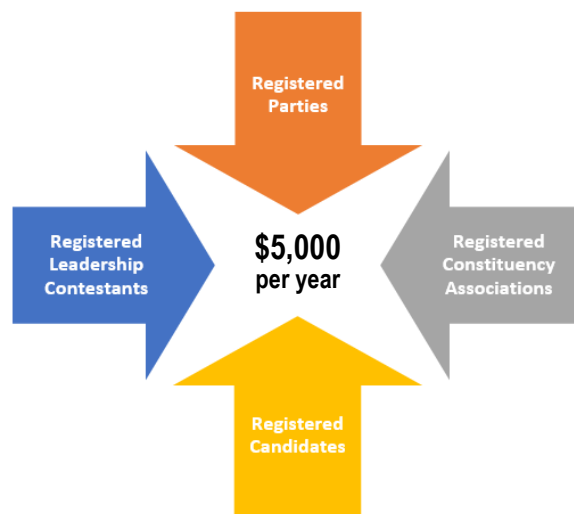 Registered
Parties
Registered
Leadership
Contestants
$5,000
per year
Registered
Constituency
Associations
Registered
Candidates